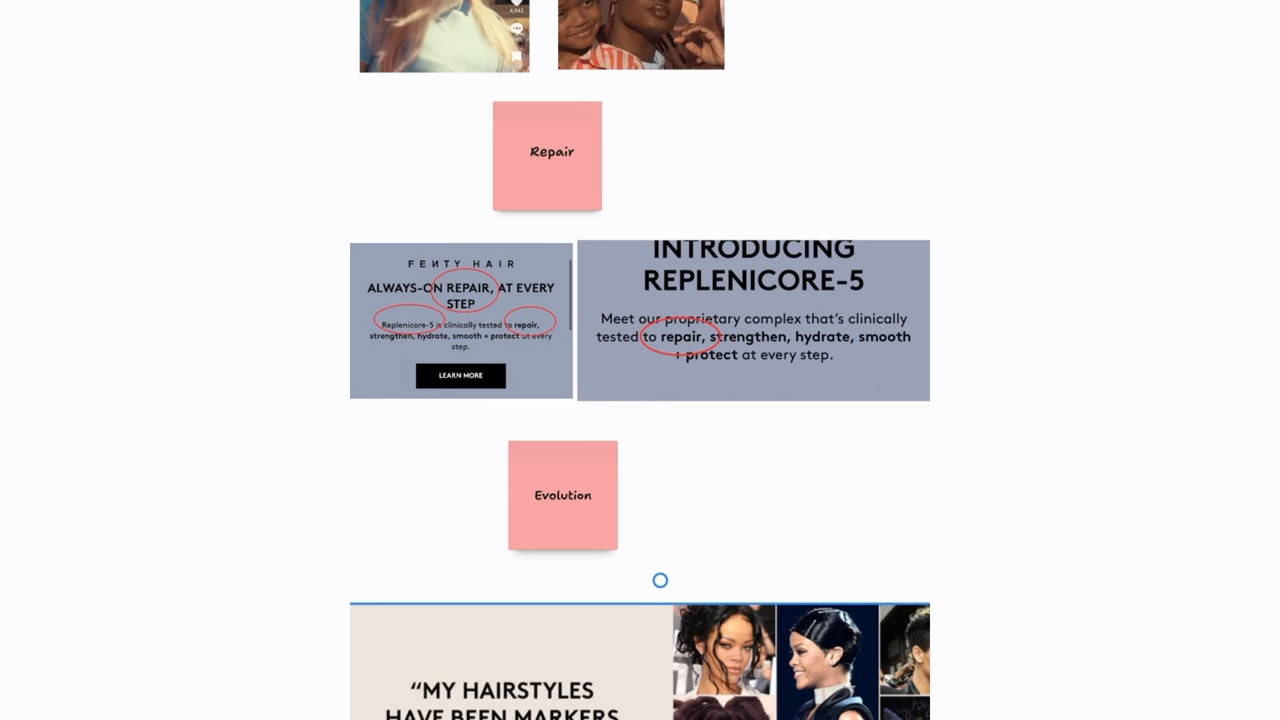 4,942
Repair
FENTY HAIR
ALWAYS-ON REPAIR, AT EVERY
STEP
Replenicore-5 is clinically tested to repair,
strengthen, hydrate, smooth + protect at every
step.
LEARN MORE
INTRODUCING
REPLENICORE-5
Meet our proprietary complex that's clinically
tested to repair, strengthen, hydrate, smooth
+ protect at every step.
Evolution
"MY HAIRSTYLES
HAVE BEEN MARKERS